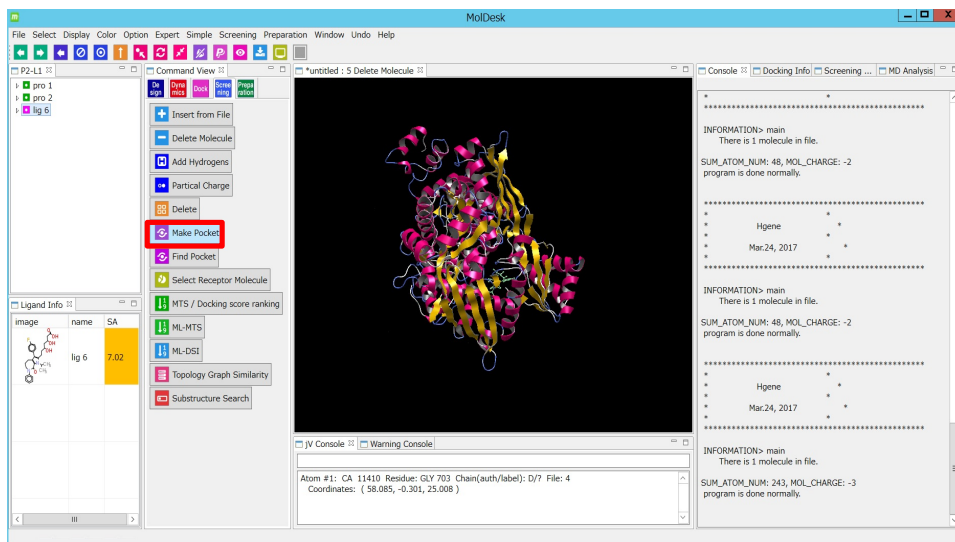 MolDesk
File Select Display Color Option Expert Simple Screening Preparation Window Undo Help
P2-L1
pro 1
pro 2
lig 6
Command View
De sign
Dyna mics
Dock
Scree ning
Prepa ration
Insert from File
Delete Molecule
Add Hydrogens
Partical Charge
Delete
Make Pocket
Find Pocket
Select Receptor Molecule
MTS / Docking score ranking
ML-MTS
ML-DSI
Topology Graph Similarity
Substructure Search
Ligand Info
image name SA
lig 6 7.02
*untitled : 5 Delete Molecule
jV Console Warning Console
Atom #1: CA 11410 Residue: GLY 703 Chain(auth/label): D/? File: 4
Coordinates: ( 58.085, -0.301, 25.008 )
Console Docking Info Screening ... MD Analysis
* *
***********************************************
INFORMATION> main
There is 1 molecule in file.
SUM_ATOM_NUM: 48, MOL_CHARGE: -2
program is done normally.
***********************************************
* *
* Hgene *
* *
* Mar.24, 2017 *
* *
***********************************************
INFORMATION> main
There is 1 molecule in file.
SUM_ATOM_NUM: 48, MOL_CHARGE: -2
program is done normally.
***********************************************
* *
* Hgene *
* *
* Mar.24, 2017 *
* *
***********************************************
INFORMATION> main
There is 1 molecule in file.
SUM_ATOM_NUM: 243, MOL_CHARGE: -3
program is done normally.